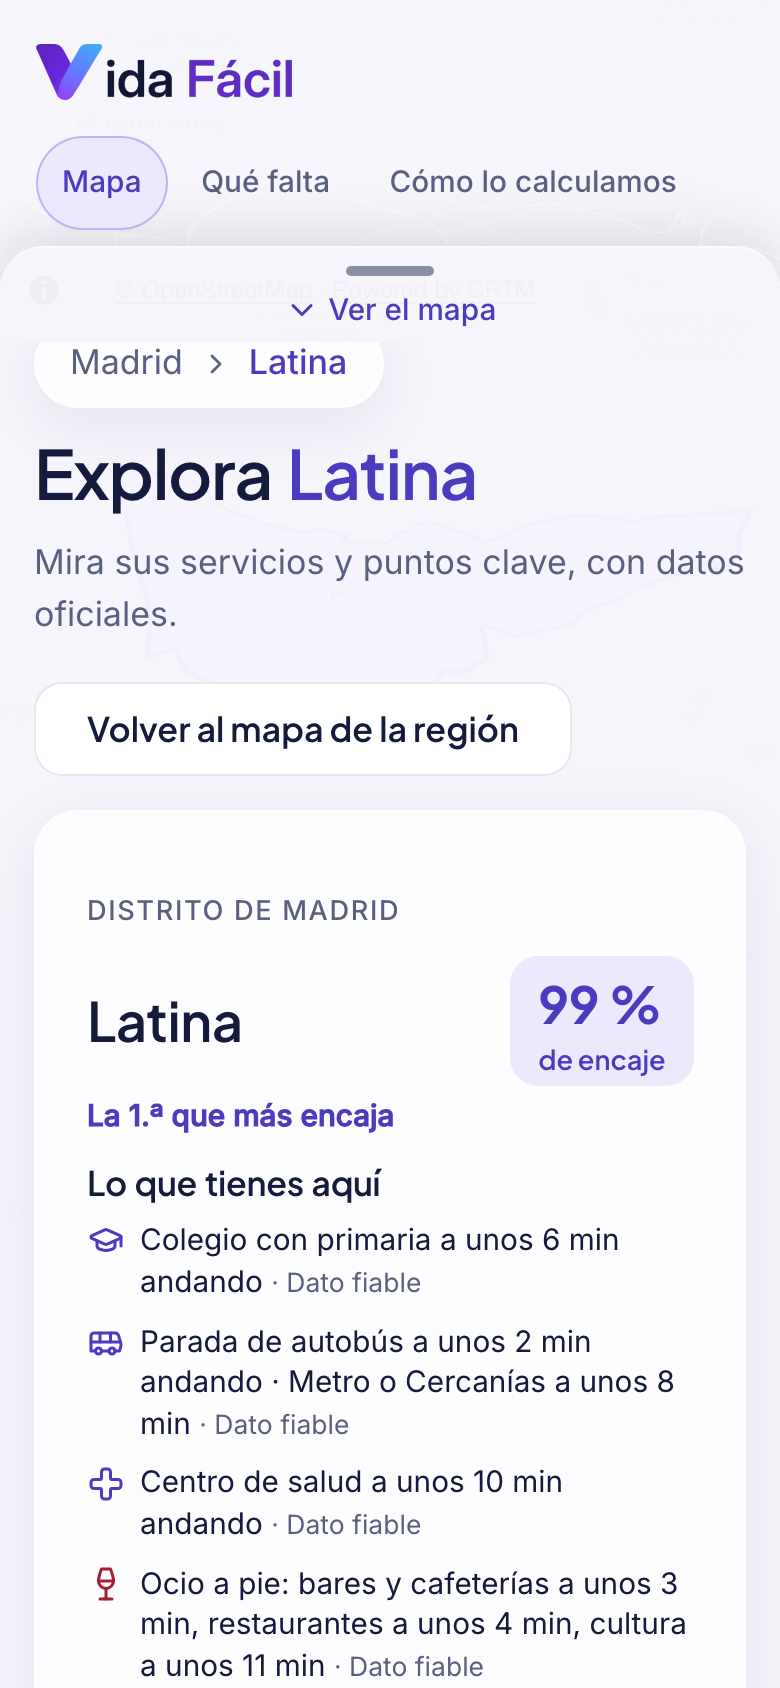 Vida Fácil
Mapa
Qué falta
Cómo lo calculamos
© OpenStreetMap · Powered by CRTM
Ver el mapa
Madrid > Latina
Explora Latina
Mira sus servicios y puntos clave, con datos
oficiales.
Volver al mapa de la región
DISTRITO DE MADRID
Latina
99 %
de encaje
La 1.ª que más encaja
Lo que tienes aquí
Colegio con primaria a unos 6 min
andando · Dato fiable
Parada de autobús a unos 2 min
andando · Metro o Cercanías a unos 8
min · Dato fiable
Centro de salud a unos 10 min
andando · Dato fiable
Ocio a pie: bares y cafeterías a unos 3
min, restaurantes a unos 4 min, cultura
a unos 11 min · Dato fiable